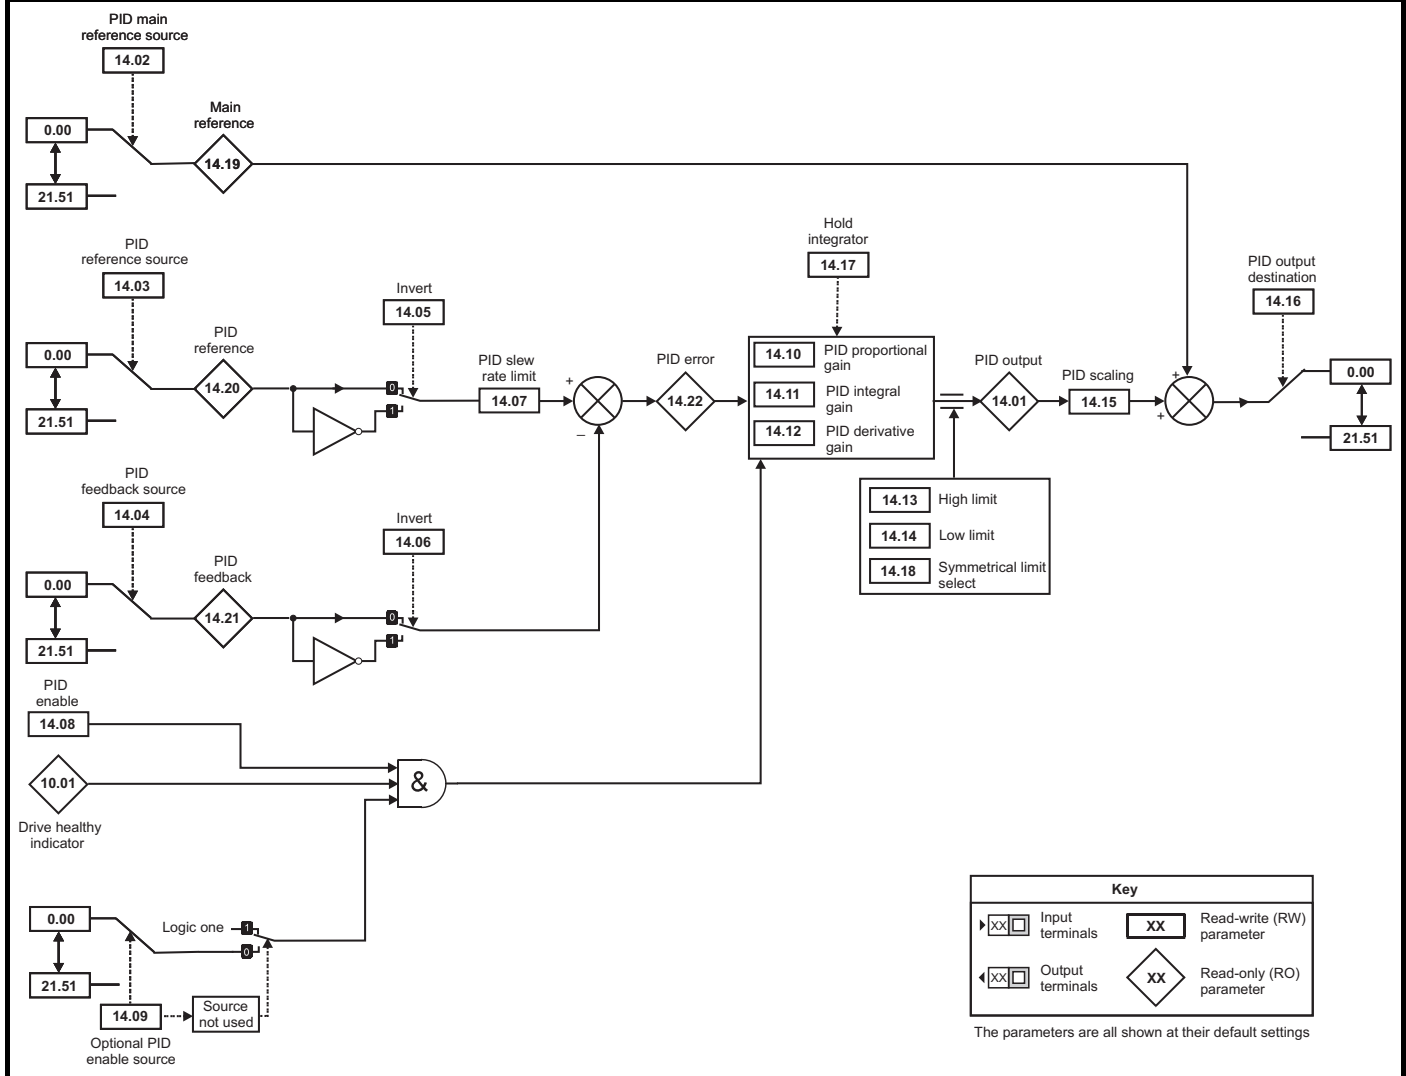 PID main
reference source
14.02
0.00
21.51
Main
reference
14.19
PID
reference source
14.03
0.00
21.51
PID
reference
14.20
Invert
14.05
0
1
PID slew
rate limit
14.07
+
–
PID error
14.22
Hold
integrator
14.17
14.10 PID proportional
gain
14.11 PID integral
gain
14.12 PID derivative
gain
PID output
14.01
PID scaling
14.15
+
+
PID output
destination
14.16
0.00
21.51
14.13 High limit
14.14 Low limit
14.18 Symmetrical limit
select
PID
feedback source
14.04
0.00
21.51
PID
feedback
14.21
Invert
14.06
0
1
PID
enable
14.08
10.01
Drive healthy
indicator
&
0.00
21.51
Logic one
1
0
14.09
Source
not used
Optional PID
enable source
Key
XX Input
terminals
XX Read-write (RW)
parameter
XX Output
terminals
XX Read-only (RO)
parameter
The parameters are all shown at their default settings